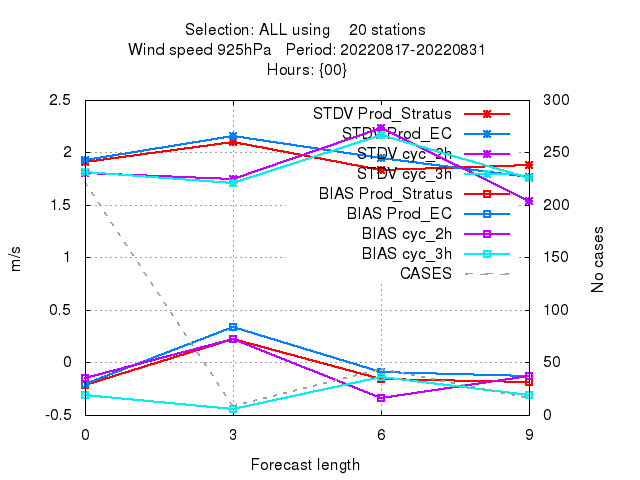 Selection: ALL using    20 stations
Wind speed 925hPa   Period: 20220817-20220831
Hours: {00}
2.5
2
1.5
1
0.5
0
-0.5
m/s
300
250
200
150
100
50
0
No cases
STDV Prod_Stratus
STDV Prod_EC
STDV cyc_2h
STDV cyc_3h
BIAS Prod_Stratus
BIAS Prod_EC
BIAS cyc_2h
BIAS cyc_3h
CASES
0 3 6 9
Forecast length